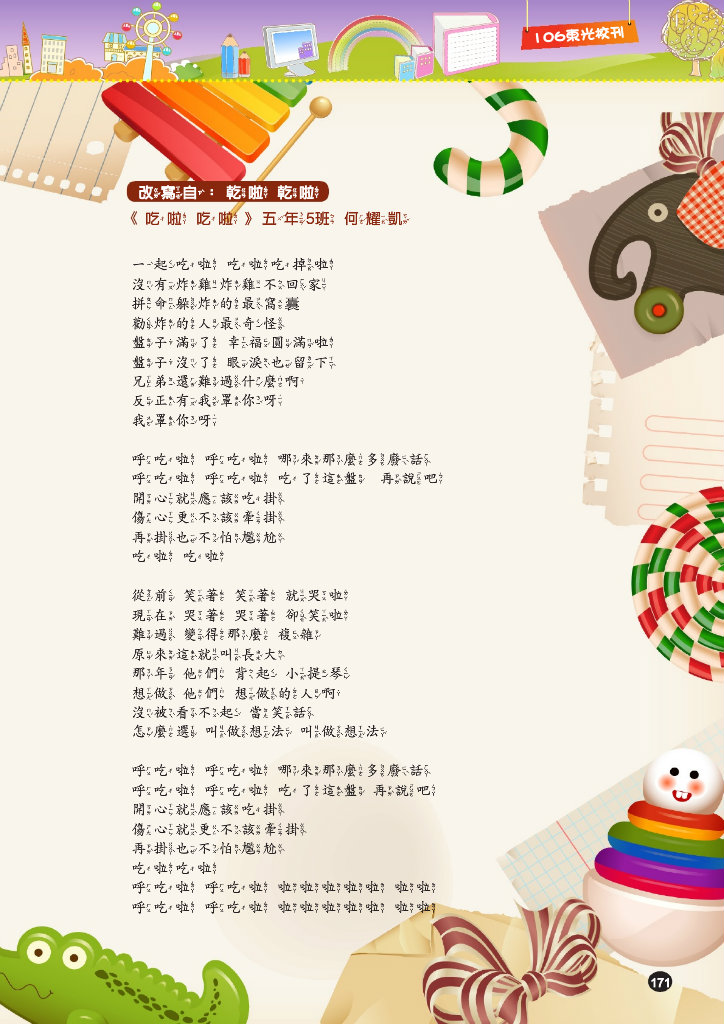 106東光校刊
改寫自：乾啦 乾啦
《吃啦 吃啦》五年5班 何耀凱
一起吃啦 吃啦吃掉啦
沒有炸雞炸雞不回家
拼命躲炸的最窩囊
勸炸的人最奇怪
盤子滿了 幸福圓滿啦
盤子沒了 眼淚也留下
兄弟還難過什麼啊
反正有我罩你呀
我罩你呀
呼吃啦 呼吃啦 哪來那麼多廢話
呼吃啦 呼吃啦 吃了這盤 再說吧
開心就應該吃掛
傷心更不該牽掛
再掛也不怕尷尬
吃啦 吃啦
從前 笑著 笑著 就哭啦
現在 哭著 哭著 卻笑啦
難過 變得那麼 複雜
原來這就叫長大
那年 他們 背起 小提琴
想做 他們 想做的人啊
沒被看不起 當笑話
怎麼選 叫做想法 叫做想法
呼吃啦 呼吃啦 哪來那麼多廢話
呼吃啦 呼吃啦 吃了這盤 再說吧
開心就應該吃掛
傷心就更不該牽掛
再掛也不怕尷尬
吃啦吃啦
呼吃啦 呼吃啦 啦啦啦啦啦 啦啦
呼吃啦 呼吃啦 啦啦啦啦啦 啦啦
171